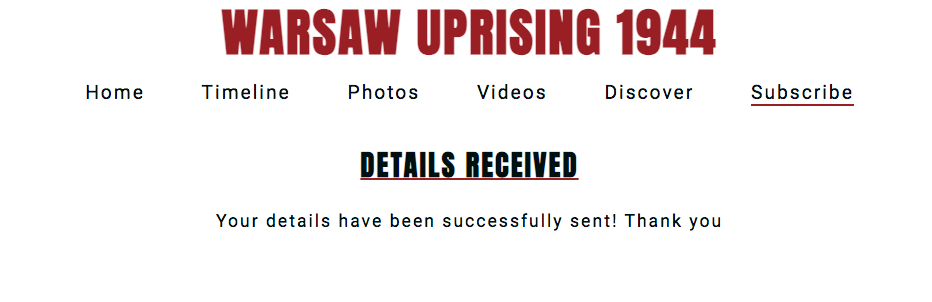 WARSAW UPRISING 1944
Home Timeline Photos Videos Discover Subscribe
DETAILS RECEIVED
Your details have been successfully sent! Thank you